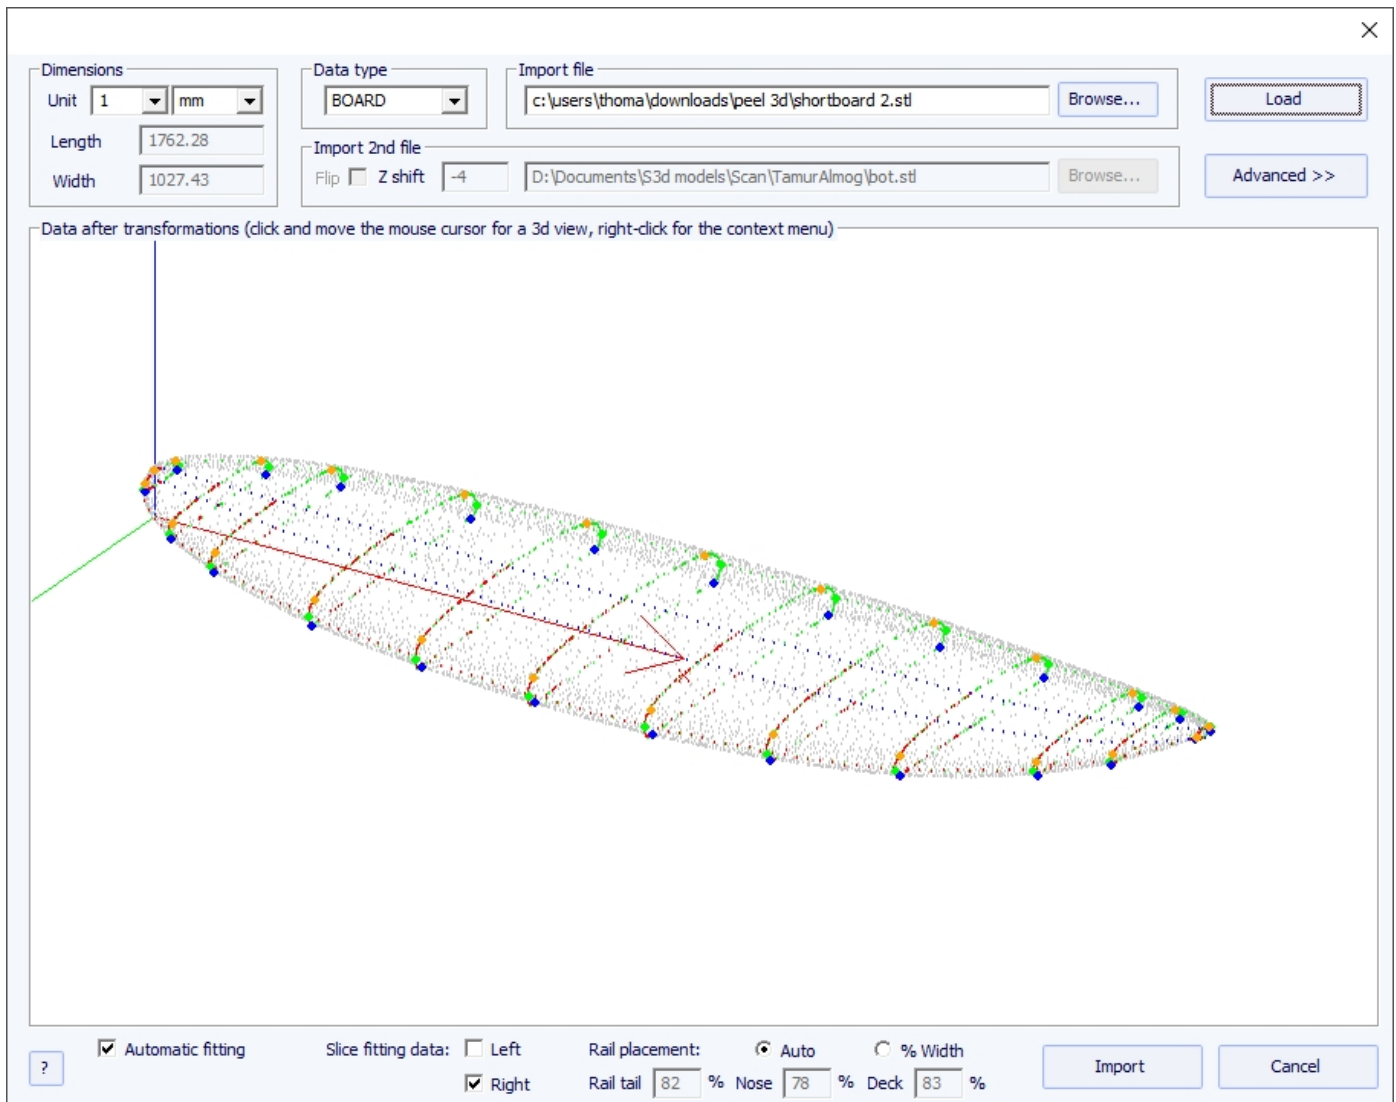 Dimensions
Unit 1 mm
Length 1762.28
Width 1027.43
Data type
BOARD
Import file
c:\users\thoma\downloads\peel 3d\shortboard 2.stl
Browse...
Load
Import 2nd file
Flip Z shift -4
D:\Documents\S3d models\Scan\TamurAlmog\bot.stl
Browse...
Advanced >>
Data after transformations (click and move the mouse cursor for a 3d view, right-click for the context menu)
?
Automatic fitting
Slice fitting data: Left
Right
Rail placement: Auto % Width
Rail tail 82 % Nose 78 % Deck 83 %
Import
Cancel